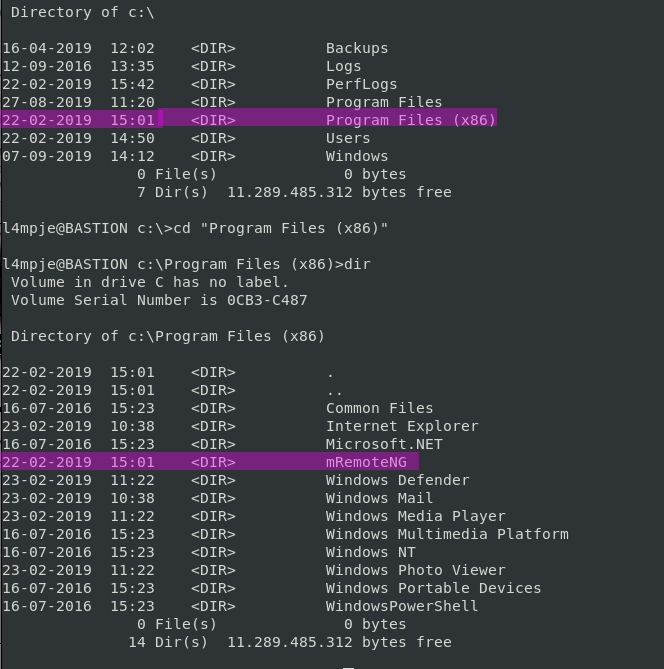 Directory of c:\
16-04-2019  12:02    <DIR>          Backups
12-09-2016  13:35    <DIR>          Logs
22-02-2019  15:42    <DIR>          PerfLogs
27-08-2019  11:20    <DIR>          Program Files
22-02-2019  15:01    <DIR>          Program Files (x86)
22-02-2019  14:50    <DIR>          Users
07-09-2019  14:12    <DIR>          Windows
               0 File(s)              0 bytes
               7 Dir(s)  11.289.485.312 bytes free
l4mpje@BASTION c:\>cd "Program Files (x86)"
l4mpje@BASTION c:\Program Files (x86)>dir
 Volume in drive C has no label.
 Volume Serial Number is 0CB3-C487
 Directory of c:\Program Files (x86)
22-02-2019  15:01    <DIR>          .
22-02-2019  15:01    <DIR>          ..
16-07-2016  15:23    <DIR>          Common Files
23-02-2019  10:38    <DIR>          Internet Explorer
16-07-2016  15:23    <DIR>          Microsoft.NET
22-02-2019  15:01    <DIR>          mRemoteNG
23-02-2019  11:22    <DIR>          Windows Defender
23-02-2019  10:38    <DIR>          Windows Mail
23-02-2019  11:22    <DIR>          Windows Media Player
16-07-2016  15:23    <DIR>          Windows Multimedia Platform
16-07-2016  15:23    <DIR>          Windows NT
23-02-2019  11:22    <DIR>          Windows Photo Viewer
16-07-2016  15:23    <DIR>          Windows Portable Devices
16-07-2016  15:23    <DIR>          WindowsPowerShell
               0 File(s)              0 bytes
              14 Dir(s)  11.289.485.312 bytes free